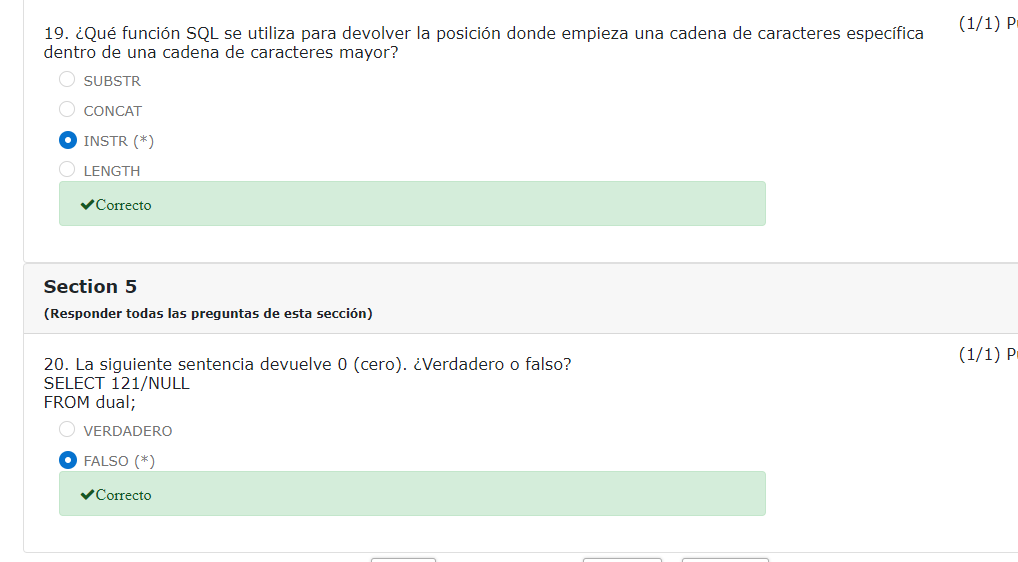 (1/1) P
19. ¿Qué función SQL se utiliza para devolver la posición donde empieza una cadena de caracteres específica
dentro de una cadena de caracteres mayor?
SUBSTR
CONCAT
INSTR (*)
LENGTH
✔Correcto
Section 5
(Responder todas las preguntas de esta sección)
(1/1) P
20. La siguiente sentencia devuelve 0 (cero). ¿Verdadero o falso?
SELECT 121/NULL
FROM dual;
VERDADERO
FALSO (*)
✔Correcto